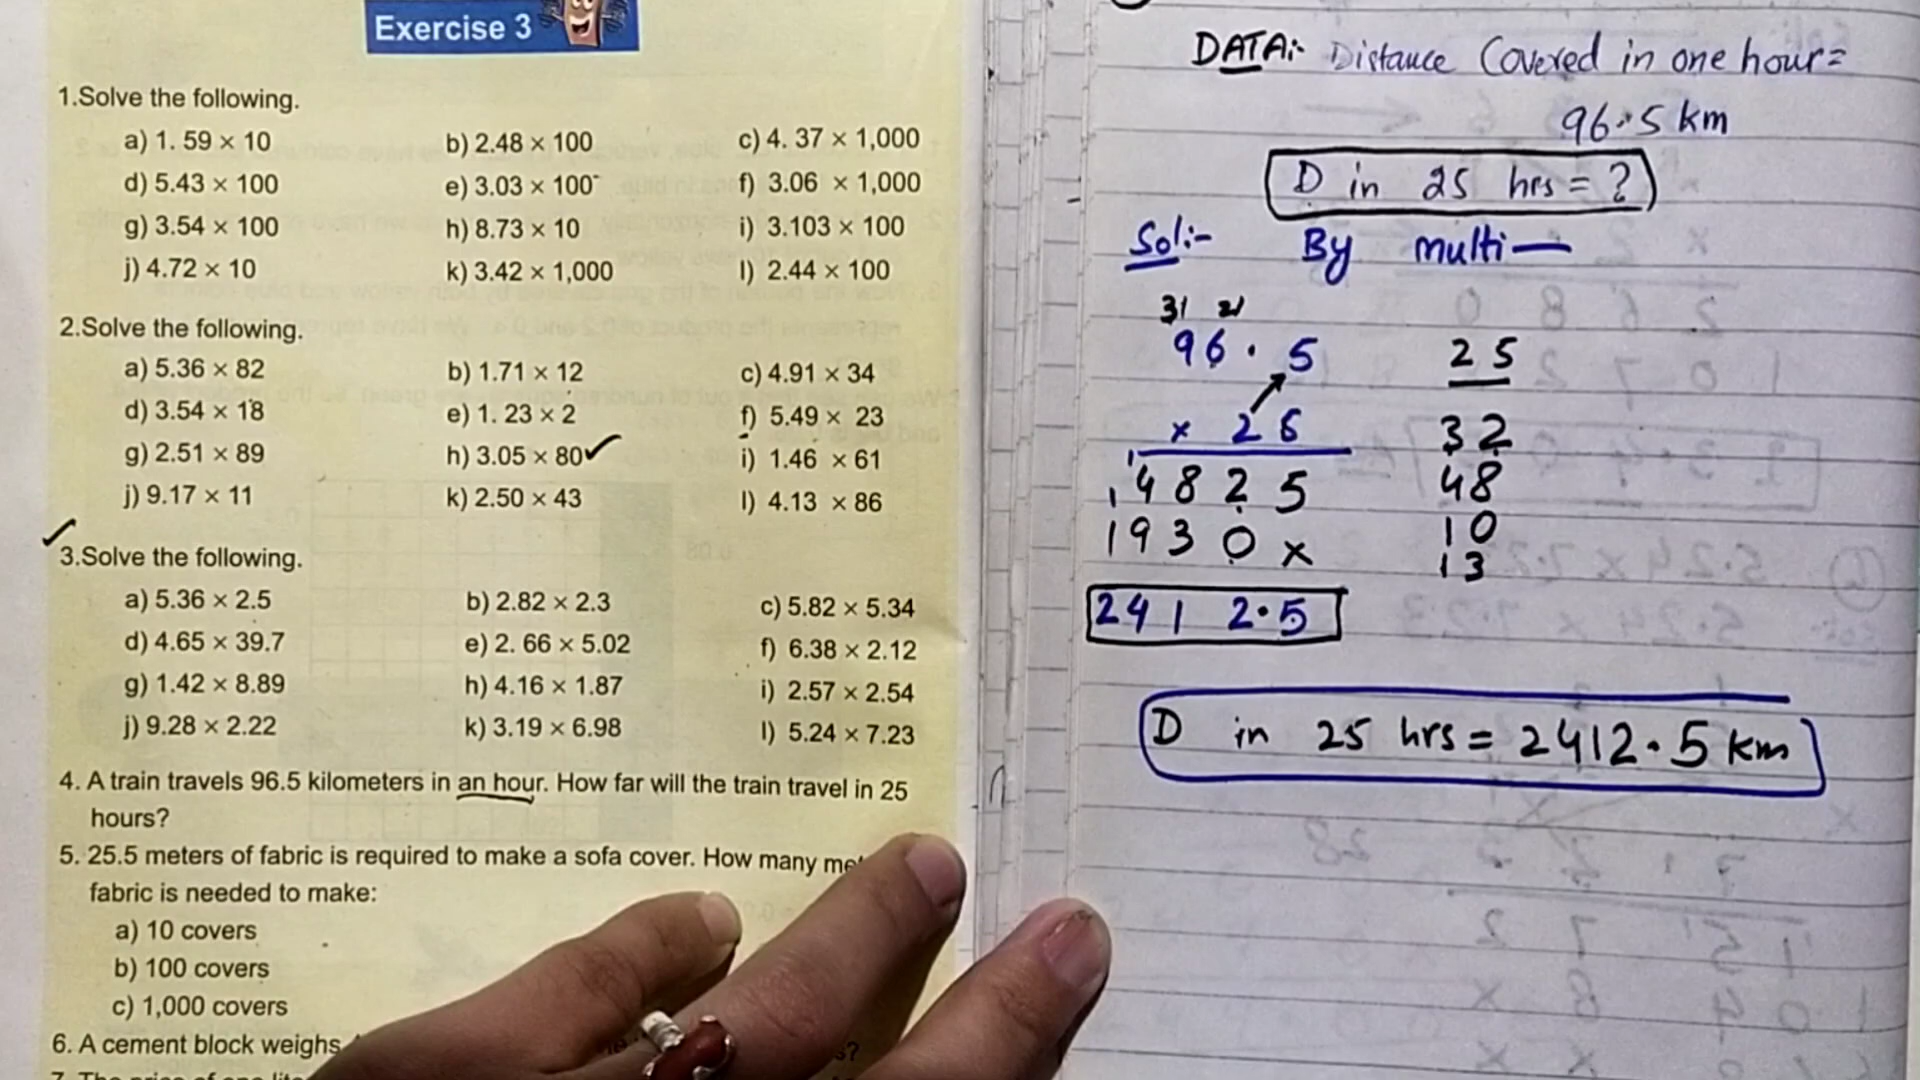 Exercise 3
1.Solve the following.
a) 1. 59 × 10 b) 2.48 × 100 c) 4. 37 × 1,000
d) 5.43 × 100 e) 3.03 × 100 f) 3.06 × 1,000
g) 3.54 × 100 h) 8.73 × 10 i) 3.103 × 100
j) 4.72 × 10 k) 3.42 × 1,000 l) 2.44 × 100
2.Solve the following.
a) 5.36 × 82 b) 1.71 × 12 c) 4.91 × 34
d) 3.54 × 18 e) 1. 23 × 2 f) 5.49 × 23
g) 2.51 × 89 h) 3.05 × 80 i) 1.46 × 61
j) 9.17 × 11 k) 2.50 × 43 l) 4.13 × 86
3.Solve the following.
a) 5.36 × 2.5 b) 2.82 × 2.3 c) 5.82 × 5.34
d) 4.65 × 39.7 e) 2. 66 × 5.02 f) 6.38 × 2.12
g) 1.42 × 8.89 h) 4.16 × 1.87 i) 2.57 × 2.54
j) 9.28 × 2.22 k) 3.19 × 6.98 l) 5.24 × 7.23
4. A train travels 96.5 kilometers in an hour. How far will the train travel in 25
hours?
5. 25.5 meters of fabric is required to make a sofa cover. How many
fabric is needed to make:
a) 10 covers
b) 100 covers
c) 1,000 covers
6. A cement block weighs
DATA:- Distance Covered in one hour=
96.5 km
D in 25 hrs = ?
Sol:- By multi—
96.5 25
× 25 32
4825 48
1930× 10
13
2412.5
D in 25 hrs = 2412.5 km